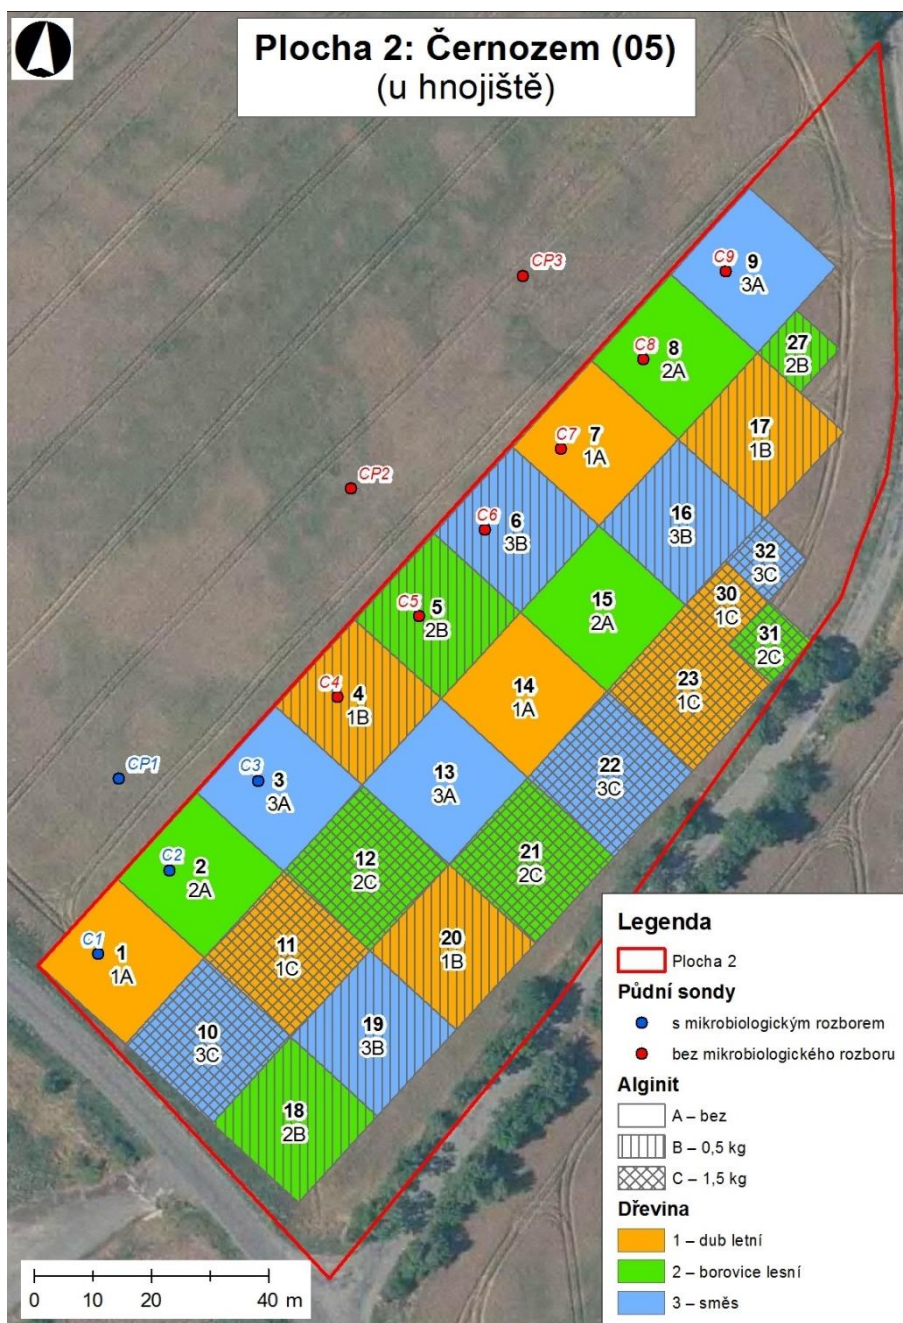 Plocha 2: Černozem (05)
(u hnojiště)
CP3
C9
9
3A
C8
8
2A
27
2B
C7
7
1A
17
1B
CP2
C6
6
3B
16
3B
32
3C
30
1C
31
2C
C5
5
2B
15
2A
23
1C
C4
4
1B
14
1A
22
3C
CP1
C3
3
3A
13
3A
21
2C
C2
2
2A
12
2C
20
1B
C1
1
1A
11
1C
19
3B
10
3C
18
2B
Legenda
Plocha 2
Půdní sondy
s mikrobiologickým rozborem
bez mikrobiologického rozboru
Alginit
A – bez
B – 0,5 kg
C – 1,5 kg
Dřevina
1 – dub letní
2 – borovice lesní
3 – směs
0 10 20 40 m